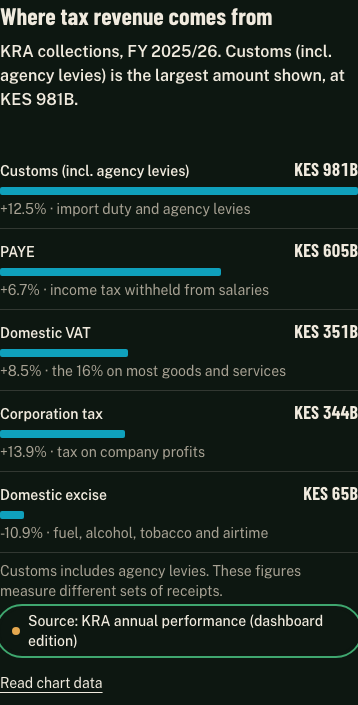 Where tax revenue comes from
KRA collections, FY 2025/26. Customs (incl.
agency levies) is the largest amount shown, at
KES 981B.
Customs (incl. agency levies) KES 981B
+12.5% · import duty and agency levies
PAYE KES 605B
+6.7% · income tax withheld from salaries
Domestic VAT KES 351B
+8.5% · the 16% on most goods and services
Corporation tax KES 344B
+13.9% · tax on company profits
Domestic excise KES 65B
-10.9% · fuel, alcohol, tobacco and airtime
Customs includes agency levies. These figures
measure different sets of receipts.
Source: KRA annual performance (dashboard
edition)
Read chart data